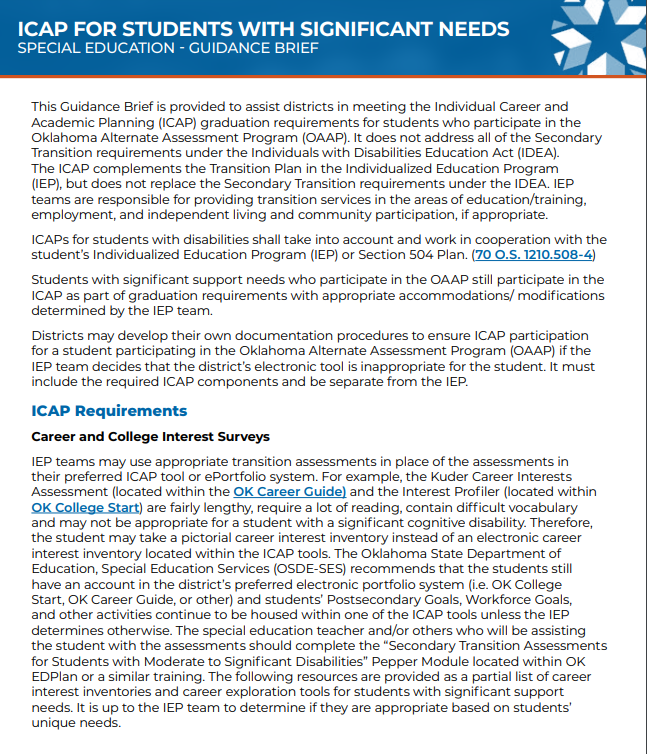 ICAP FOR STUDENTS WITH SIGNIFICANT NEEDS
SPECIAL EDUCATION - GUIDANCE BRIEF
This Guidance Brief is provided to assist districts in meeting the Individual Career and
Academic Planning (ICAP) graduation requirements for students who participate in the
Oklahoma Alternate Assessment Program (OAAP). It does not address all of the Secondary
Transition requirements under the Individuals with Disabilities Education Act (IDEA).
The ICAP complements the Transition Plan in the Individualized Education Program
(IEP), but does not replace the Secondary Transition requirements under the IDEA. IEP
teams are responsible for providing transition services in the areas of education/training,
employment, and independent living and community participation, if appropriate.
ICAPs for students with disabilities shall take into account and work in cooperation with the
student's Individualized Education Program (IEP) or Section 504 Plan. (70 O.S. 1210.508-4)
Students with significant support needs who participate in the OAAP still participate in the
ICAP as part of graduation requirements with appropriate accommodations/ modifications
determined by the IEP team.
Districts may develop their own documentation procedures to ensure ICAP participation
for a student participating in the Oklahoma Alternate Assessment Program (OAAP) if the
IEP team decides that the district's electronic tool is inappropriate for the student. It must
include the required ICAP components and be separate from the IEP.
ICAP Requirements
Career and College Interest Surveys
IEP teams may use appropriate transition assessments in place of the assessments in
their preferred ICAP tool or ePortfolio system. For example, the Kuder Career Interests
Assessment (located within the OK Career Guide) and the Interest Profiler (located within
OK College Start) are fairly lengthy, require a lot of reading, contain difficult vocabulary
and may not be appropriate for a student with a significant cognitive disability. Therefore,
the student may take a pictorial career interest inventory instead of an electronic career
interest inventory located within the ICAP tools. The Oklahoma State Department of
Education, Special Education Services (OSDE-SES) recommends that the students still
have an account in the district's preferred electronic portfolio system (i.e. OK College
Start, OK Career Guide, or other) and students' Postsecondary Goals, Workforce Goals,
and other activities continue to be housed within one of the ICAP tools unless the IEP
determines otherwise. The special education teacher and/or others who will be assisting
the student with the assessments should complete the "Secondary Transition Assessments
for Students with Moderate to Significant Disabilities" Pepper Module located within OK
EDPlan or a similar training. The following resources are provided as a partial list of career
interest inventories and career exploration tools for students with significant support
needs. It is up to the IEP team to determine if they are appropriate based on students'
unique needs.